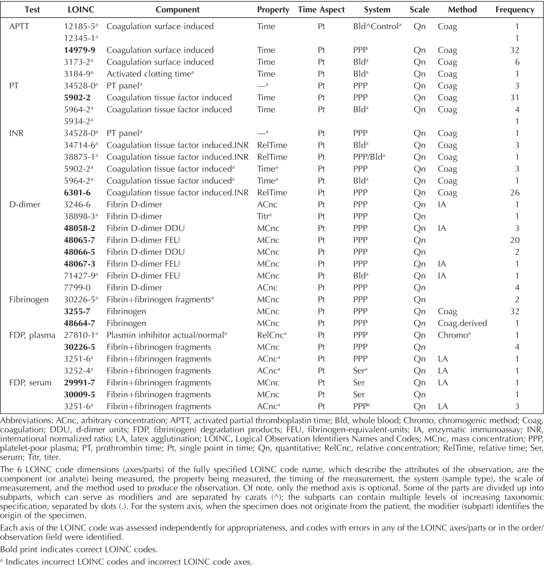 Test LOINC Component Property Time Aspect System Scale Method Frequency
APTT 12185-5ᵃ Coagulation surface induced Time Pt Bld^Controlᵃ Qn Coag 1
12345-1ᵃ 1
14979-9 Coagulation surface induced Time Pt PPP Qn Coag 32
3173-2ᵃ Coagulation surface induced Time Pt Bldᵃ Qn Coag 6
3184-9ᵃ Activated clotting timeᵃ Time Pt Bldᵃ Qn Coag 1
PT 34528-0ᵃ PT panelᵃ —ᵃ Pt PPP Qn Coag 3
5902-2 Coagulation tissue factor induced Time Pt PPP Qn Coag 31
5964-2ᵃ Coagulation tissue factor induced Time Pt Bldᵃ Qn Coag 4
5934-2ᵃ 1
INR 34528-0ᵃ PT panelᵃ —ᵃ Pt PPP Qn Coag 1
34714-6ᵃ Coagulation tissue factor induced.INR RelTime Pt Bldᵃ Qn Coag 3
38875-1ᵃ Coagulation tissue factor induced.INR RelTime Pt PPP/Bldᵃ Qn Coag 1
5902-2ᵃ Coagulation tissue factor inducedᵃ Timeᵃ Pt PPP Qn Coag 3
5964-2ᵃ Coagulation tissue factor inducedᵃ Timeᵃ Pt Bldᵃ Qn Coag 1
6301-6 Coagulation tissue factor induced.INR RelTime Pt PPP Qn Coag 26
D-dimer 3246-6 Fibrin D-dimer ACnc Pt PPP Qn IA 1
38898-3ᵃ Fibrin D-dimer Titrᵃ Pt PPP Qn 1
48058-2 Fibrin D-dimer DDU MCnc Pt PPP Qn IA 3
48065-7 Fibrin D-dimer FEU MCnc Pt PPP Qn 20
48066-5 Fibrin D-dimer DDU MCnc Pt PPP Qn 2
48067-3 Fibrin D-dimer FEU MCnc Pt PPP Qn IA 1
71427-9ᵃ Fibrin D-dimer FEU MCnc Pt Bldᵃ Qn IA 1
7799-0 Fibrin D-dimer ACnc Pt PPP Qn 4
Fibrinogen 30226-5ᵃ Fibrin+fibrinogen fragmentsᵃ MCnc Pt PPP Qn 2
3255-7 Fibrinogen MCnc Pt PPP Qn Coag 32
48664-7 Fibrinogen MCnc Pt PPP Qn Coag.derived 1
FDP, plasma 27810-1ᵃ Plasmin inhibitor actual/normalᵃ RelCncᵃ Pt PPP Qn Chromoᵃ 1
30226-5 Fibrin+fibrinogen fragments MCnc Pt PPP Qn 4
3251-6ᵃ Fibrin+fibrinogen fragments ACncᵃ Pt PPP Qn LA 1
3252-4ᵃ Fibrin+fibrinogen fragments ACncᵃ Pt Serᵃ Qn LA 1
FDP, serum 29991-7 Fibrin+fibrinogen fragments MCnc Pt Ser Qn LA 1
30009-5 Fibrin+fibrinogen fragments MCnc Pt Ser Qn 1
3251-6ᵃ Fibrin+fibrinogen fragments ACncᵃ Pt PPPᵃ Qn LA 3
Abbreviations: ACnc, arbitrary concentration; APTT, activated partial thromboplastin time; Bld, whole blood; Chromo, chromogenic method; Coag,
coagulation; DDU, d-dimer units; FDP, fibrin(ogen) degradation products; FEU, fibrinogen-equivalent-units; IA, enzymatic immunoassay; INR,
international normalized ratio; LA, latex agglutination; LOINC, Logical Observation Identifiers Names and Codes; MCnc, mass concentration; PPP,
platelet-poor plasma; PT, prothrombin time; Pt, single point in time; Qn, quantitative; RelCnc, relative concentration; RelTime, relative time; Ser,
serum; Titr, titer.
The 6 LOINC code dimensions (axes/parts) of the fully specified LOINC code name, which describe the attributes of the observation, are the
component (or analyte) being measured, the property being measured, the timing of the measurement, the system (sample type), the scale of
measurement, and the method used to produce the observation. Of note, only the method axis is optional. Some of the parts are divided up into
subparts, which can serve as modifiers and are separated by carats (^); the subparts can contain multiple levels of increasing taxonomic
specification, separated by dots (.). For the system axis, when the specimen does not originate from the patient, the modifier (subpart) identifies the
origin of the specimen.
Each axis of the LOINC code was assessed independently for appropriateness, and codes with errors in any of the LOINC axes/parts or in the order/
observation field were identified.
Bold print indicates correct LOINC codes.
ᵃ Indicates incorrect LOINC codes and incorrect LOINC code axes.